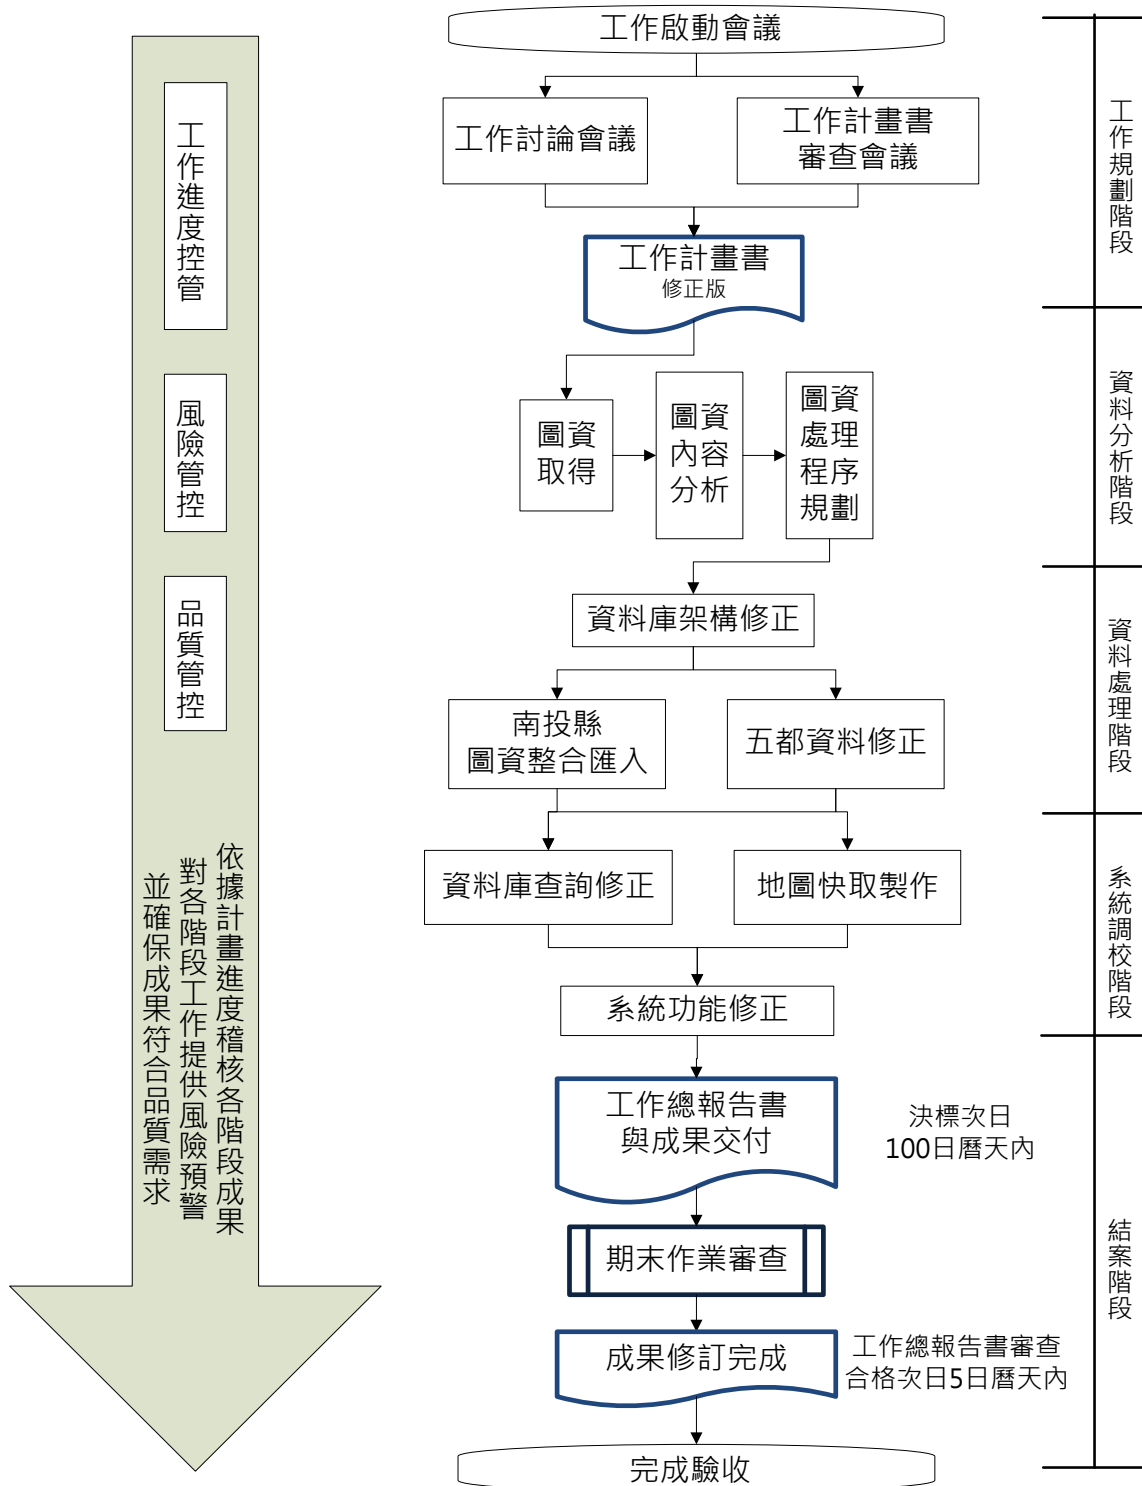 工作進度控管
風險管控
品質管控
依據計畫進度稽核各階段成果
對各階段工作提供風險預警
並確保成果符合品質需求
工作啟動會議
工作討論會議
工作計畫書
審查會議
工作計畫書
修正版
圖資
取得
圖資
內容
分析
圖資
處理
程序
規劃
資料庫架構修正
南投縣
圖資整合匯入
五都資料修正
資料庫查詢修正
地圖快取製作
系統功能修正
工作總報告書
與成果交付
決標次日
100日曆天內
期末作業審查
成果修訂完成
工作總報告書審查
合格次日5日曆天內
完成驗收
工作規劃階段
資料分析階段
資料處理階段
系統調校階段
結案階段